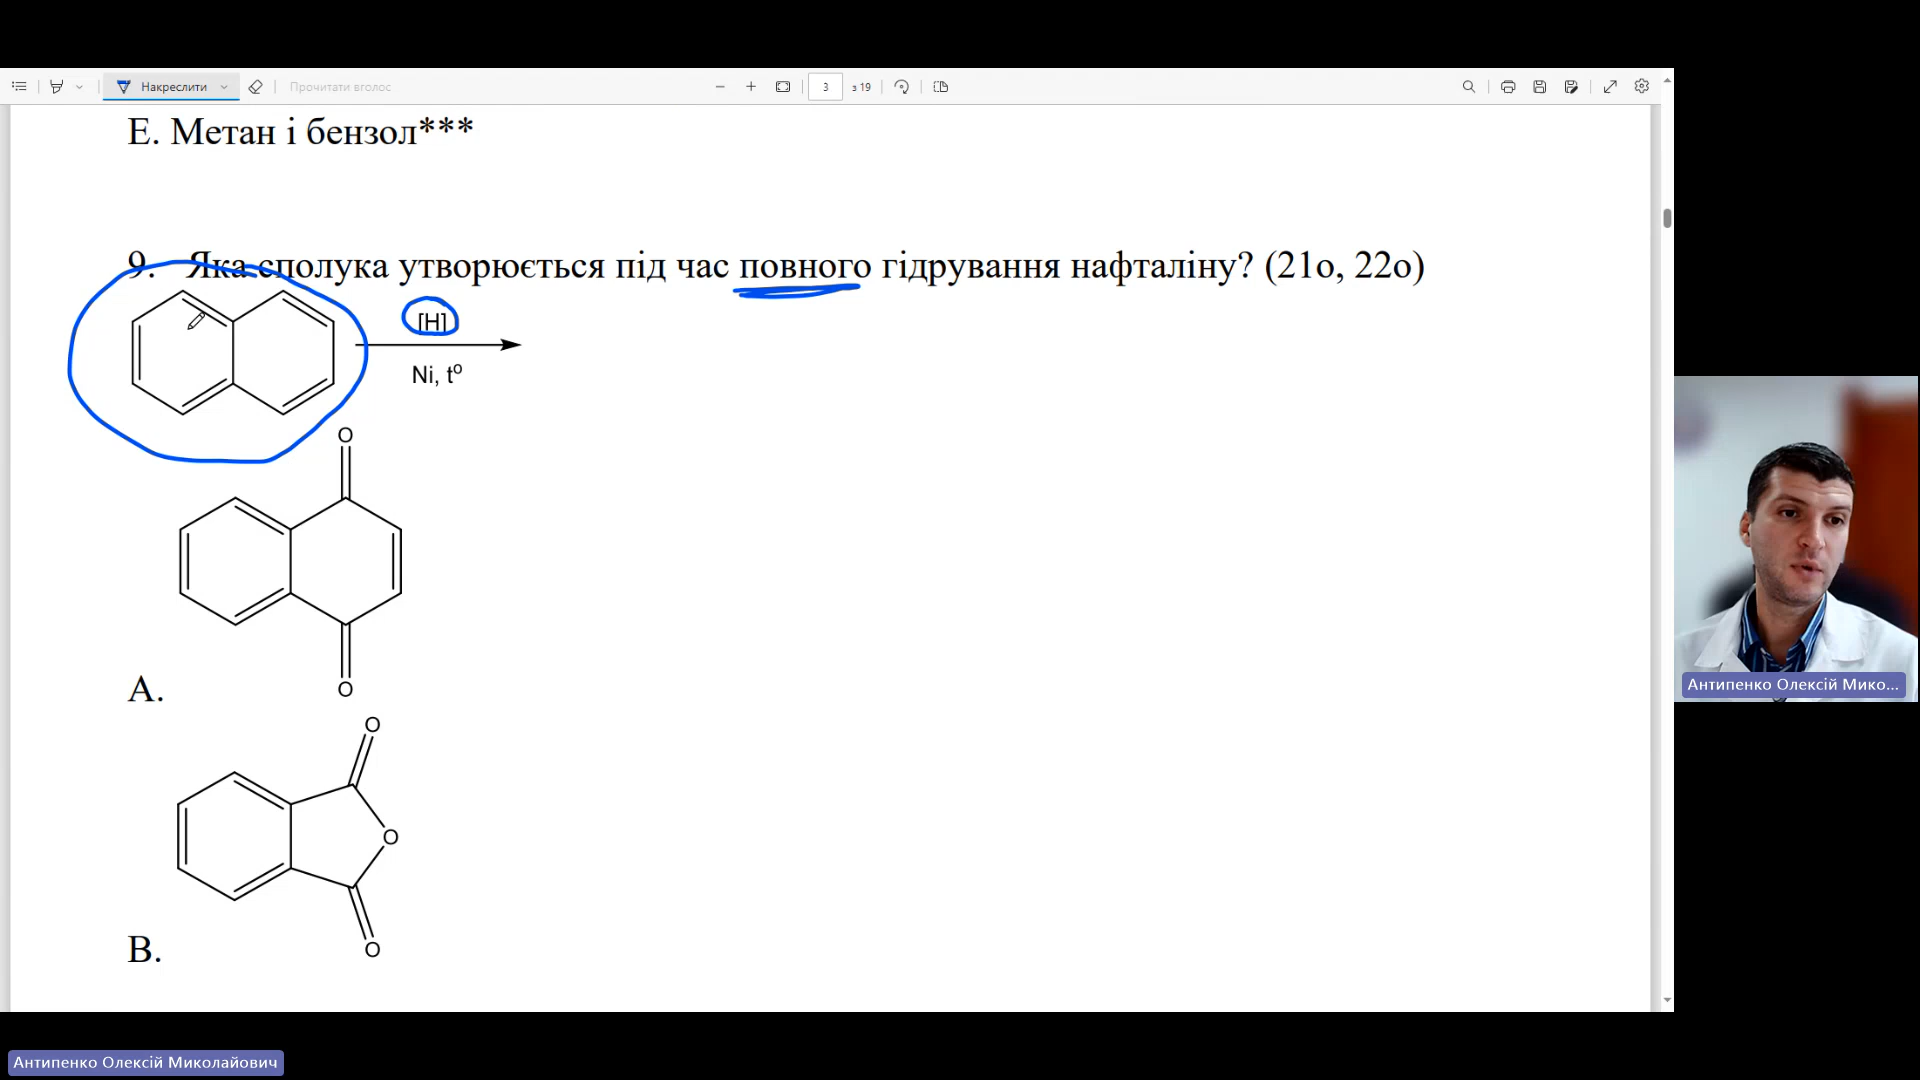 Накреслити
Прочитати вголос
3
з 19
Е. Метан і бензол***
9. Яка сполука утворюється під час повного гідрування нафталіну? (21о, 22о)
[H]
Ni, t°
O
O
А.
O
O
O
В.
Антипенко Олексій Мико...
Антипенко Олексій Миколайович